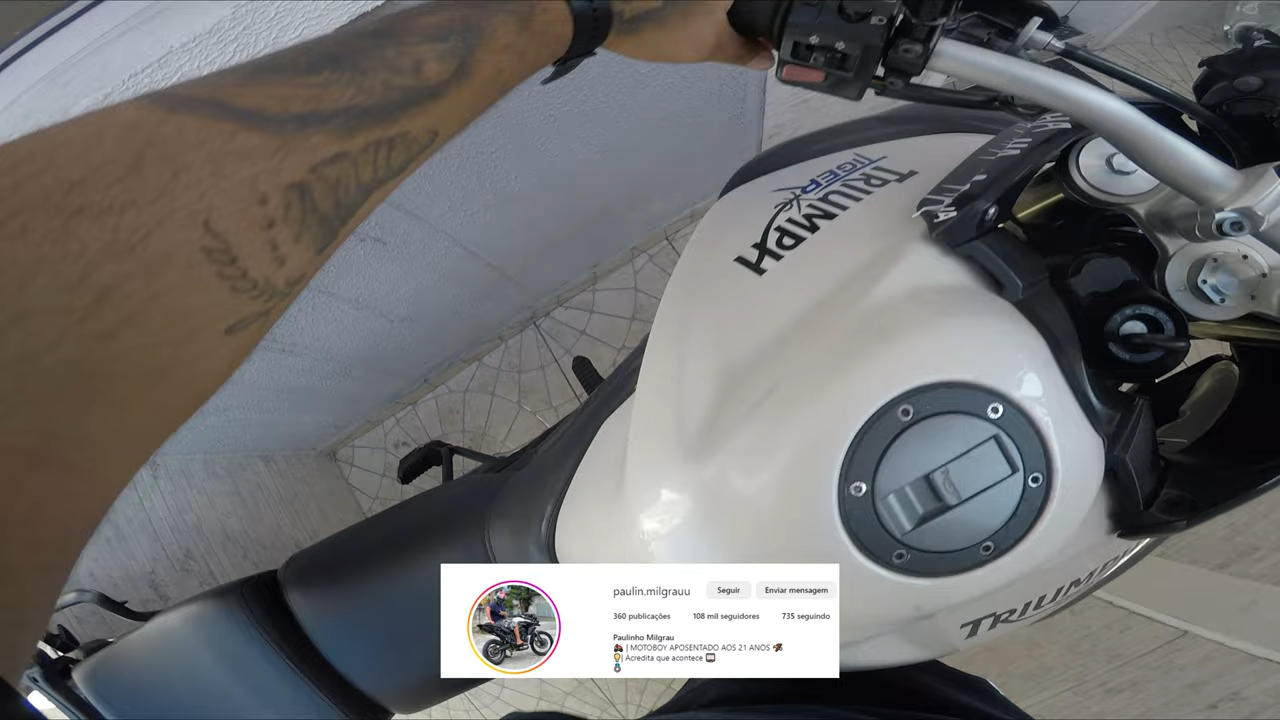 TRIUMPH
TIGER
TRIUMPH
paulin.milgrauu
Seguir
Enviar mensagem
360 publicações
108 mil seguidores
735 seguindo
Paulinho Milgrau
🏍 | MOTOBOY APOSENTADO AOS 21 ANOS
💡| Acredita que acontece